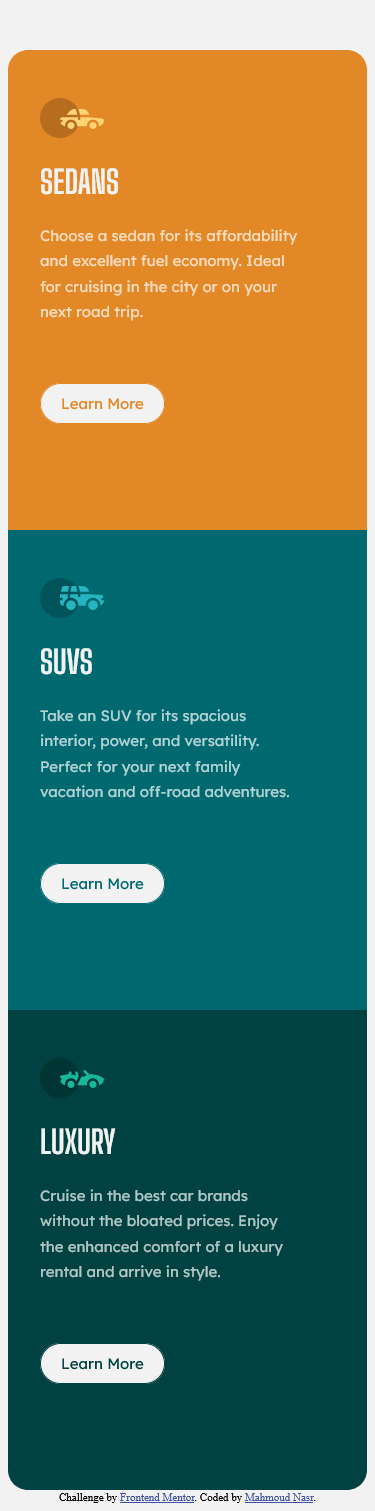 SEDANS
Choose a sedan for its affordability
and excellent fuel economy. Ideal
for cruising in the city or on your
next road trip.
Learn More
SUVS
Take an SUV for its spacious
interior, power, and versatility.
Perfect for your next family
vacation and off-road adventures.
Learn More
LUXURY
Cruise in the best car brands
without the bloated prices. Enjoy
the enhanced comfort of a luxury
rental and arrive in style.
Learn More
Challenge by Frontend Mentor. Coded by Mahmoud Nasr.